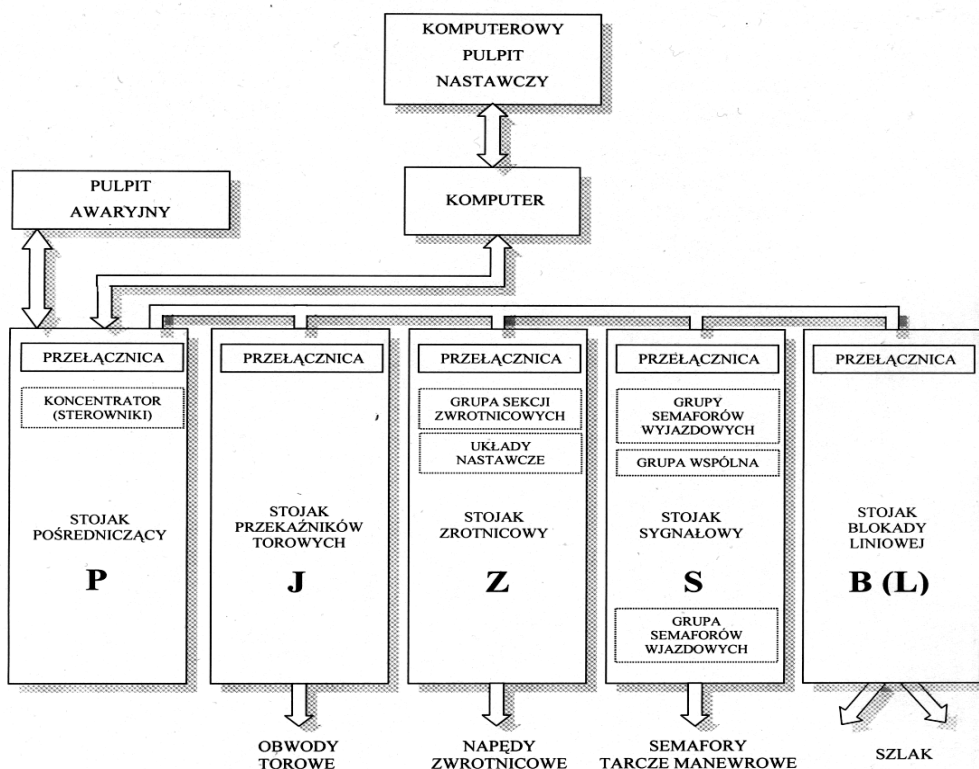 KOMPUTEROWY
PULPIT
NASTAWCZY
PULPIT
AWARYJNY
KOMPUTER
PRZEŁĄCZNICA
KONCENTRATOR
(STEROWNIKI)
STOJAK
POŚREDNICZĄCY
P
PRZEŁĄCZNICA
STOJAK
PRZEKAŹNIKÓW
TOROWYCH
J
OBWODY
TOROWE
PRZEŁĄCZNICA
GRUPA SEKCJI
ZWROTNICOWYCH
UKŁADY
NASTAWCZE
STOJAK
ZROTNICOWY
Z
NAPĘDY
ZWROTNICOWE
PRZEŁĄCZNICA
GRUPY
SEMAFORÓW
WYJAZDOWYCH
GRUPA WSPÓLNA
STOJAK
SYGNAŁOWY
S
GRUPA
SEMAFORÓW
WJAZDOWYCH
SEMAFORY
TARCZE MANEWROWE
PRZEŁĄCZNICA
STOJAK
BLOKADY
LINIOWEJ
B (L)
SZLAK